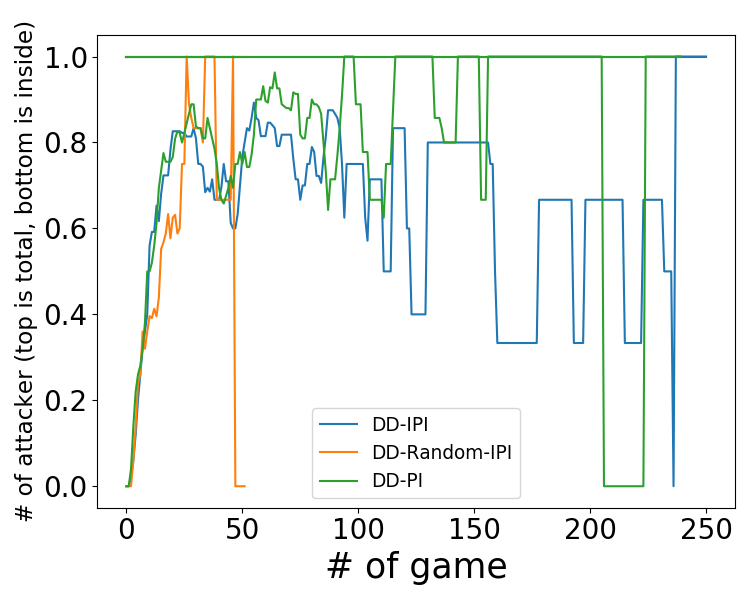 # of attacker (top is total, bottom is inside)
1.0
0.8
0.6
0.4
0.2
0.0
DD-IPI
DD-Random-IPI
DD-PI
0 50 100 150 200 250
# of game